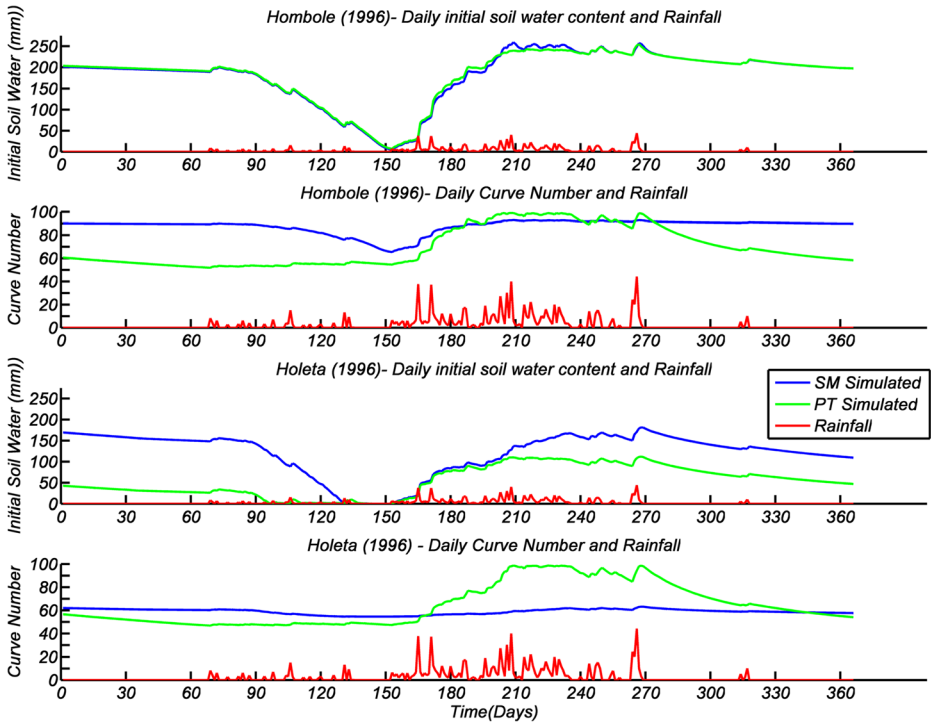 Hombole (1996)- Daily initial soil water content and Rainfall
Initial Soil Water (mm))
250
200
150
100
50
0
0 30 60 90 120 150 180 210 240 270 300 330 360
Hombole (1996)- Daily Curve Number and Rainfall
Curve Number
100
80
60
40
20
0
0 30 60 90 120 150 180 210 240 270 300 330 360
Holeta (1996)- Daily initial soil water content and Rainfall
Initial Soil Water (mm))
250
200
150
100
50
0
SM Simulated
PT Simulated
Rainfall
0 30 60 90 120 150 180 210 240 270 300 330 360
Holeta (1996) - Daily Curve Number and Rainfall
Curve Number
100
80
60
40
20
0
0 30 60 90 120 150 180 210 240 270 300 330 360
Time(Days)